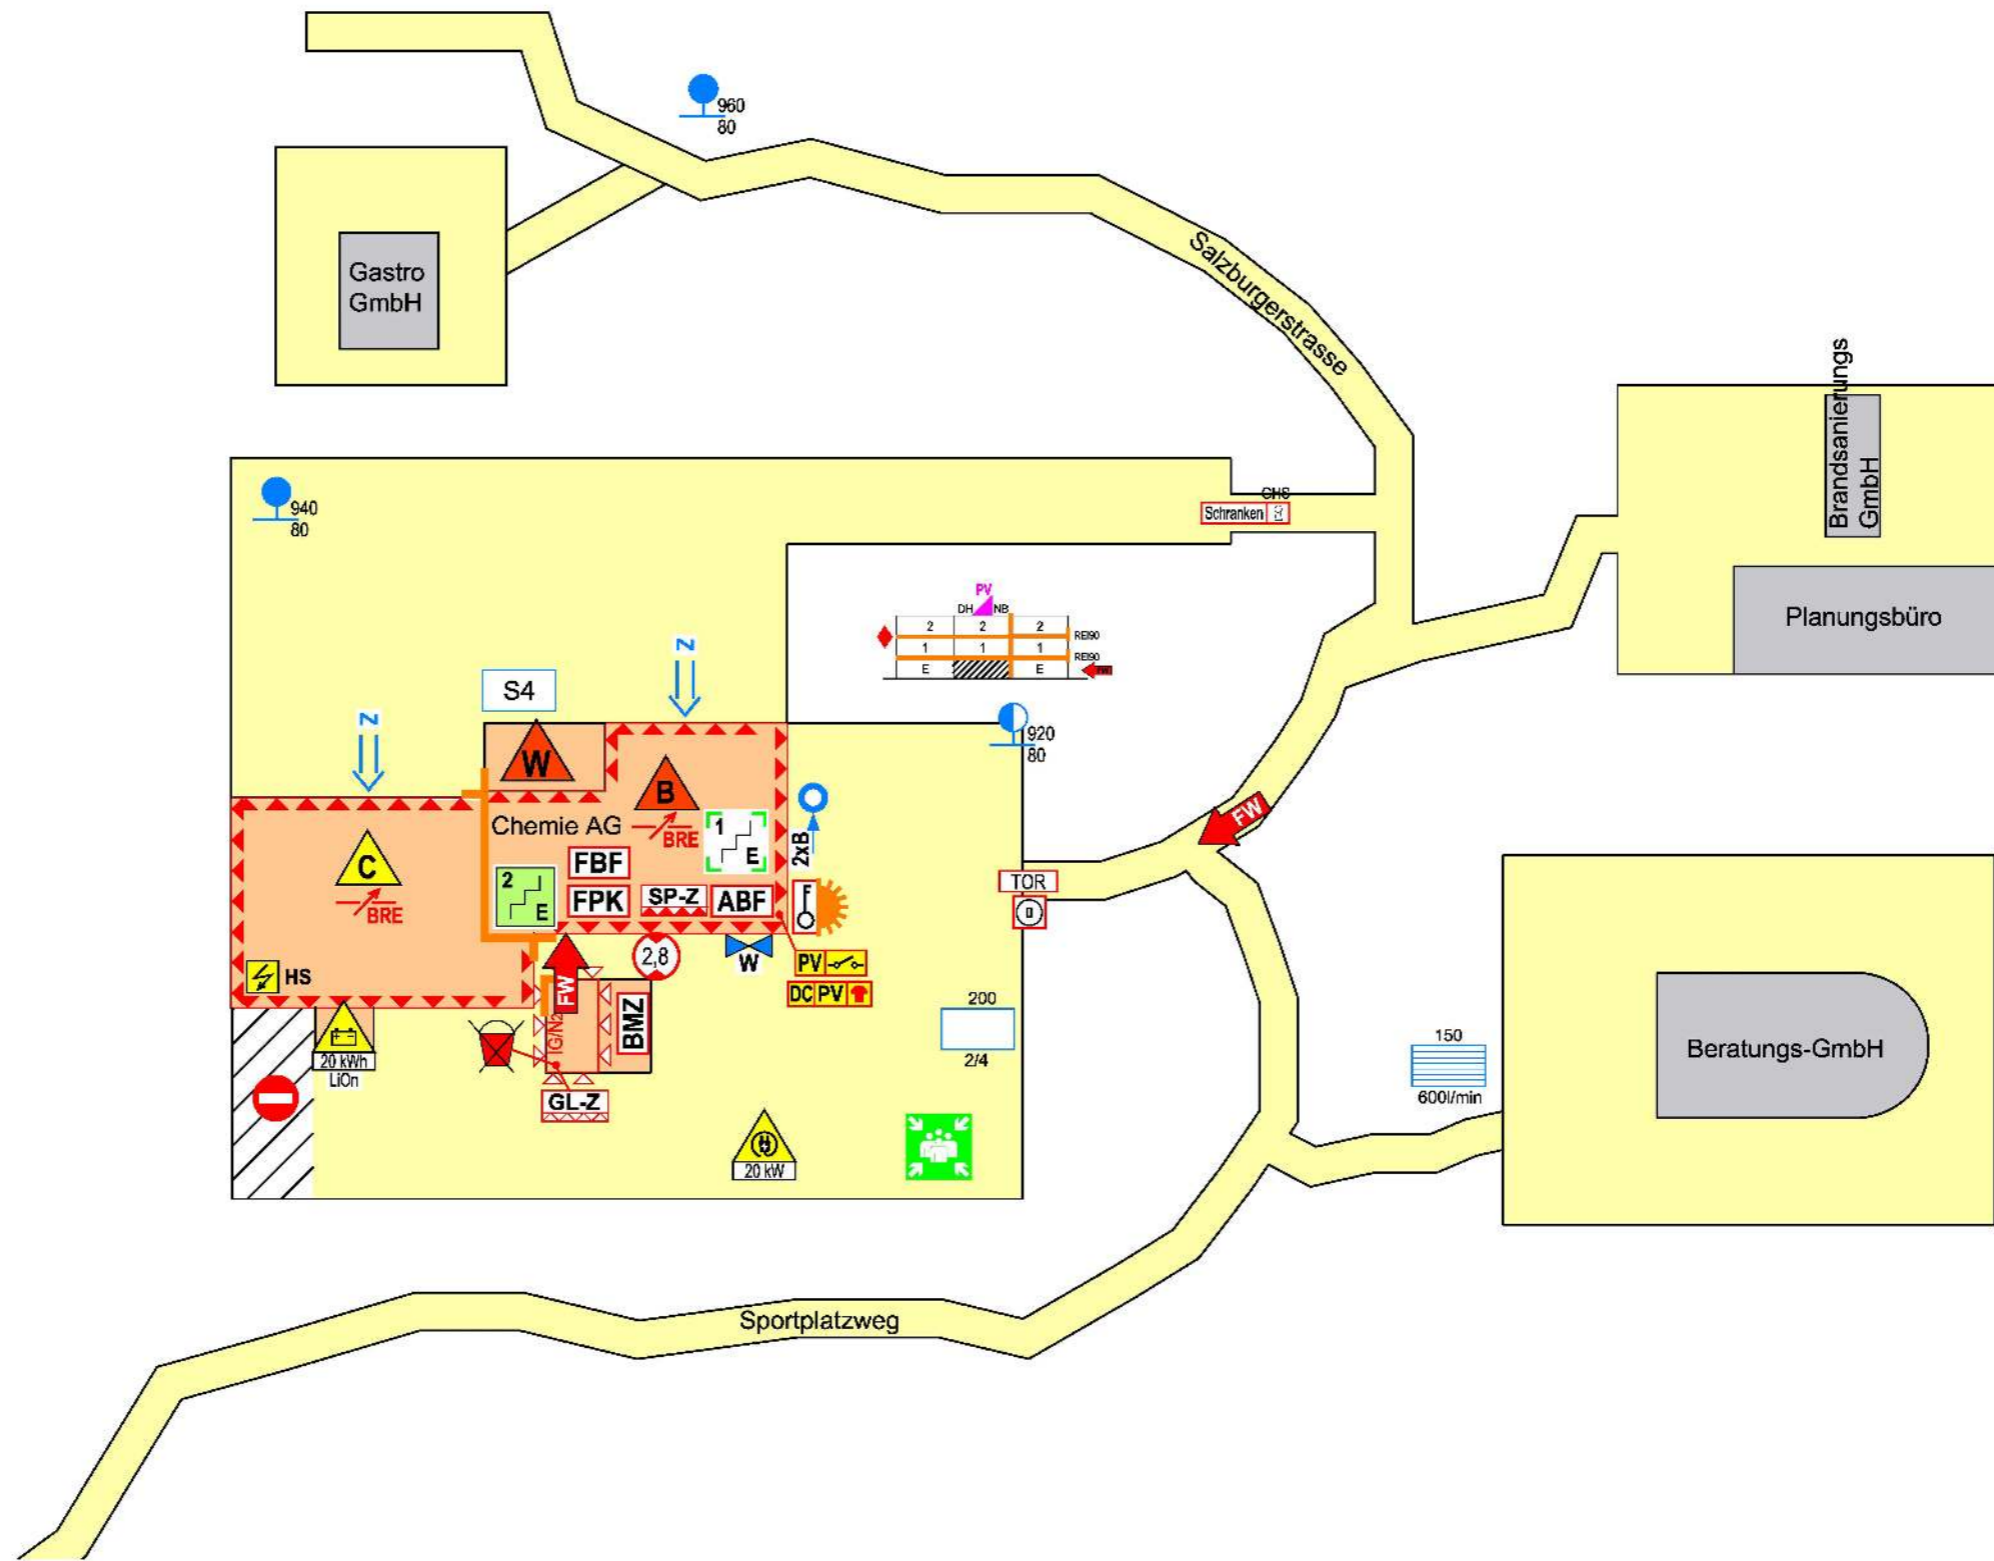 960
80
Gastro
GmbH
Salzburgerstrasse
Brandsanierungs
GmbH
Planungsbüro
940
80
Schranken
PV
DH NB
2 2 2
REI90
1 1 1
REI90
E E
FW
Z
Z
S4
920
80
W
B
BRE
Chemie AG
1
E
2xB
FW
C
BRE
FBF
2
E
FPK
SP-Z
ABF
TOR
2,8
W
PV
DC PV
HS
FW
IG/N2
BMZ
200
2/4
20 kWh
LiOn
GL-Z
150
600l/min
Beratungs-GmbH
20 kW
Sportplatzweg